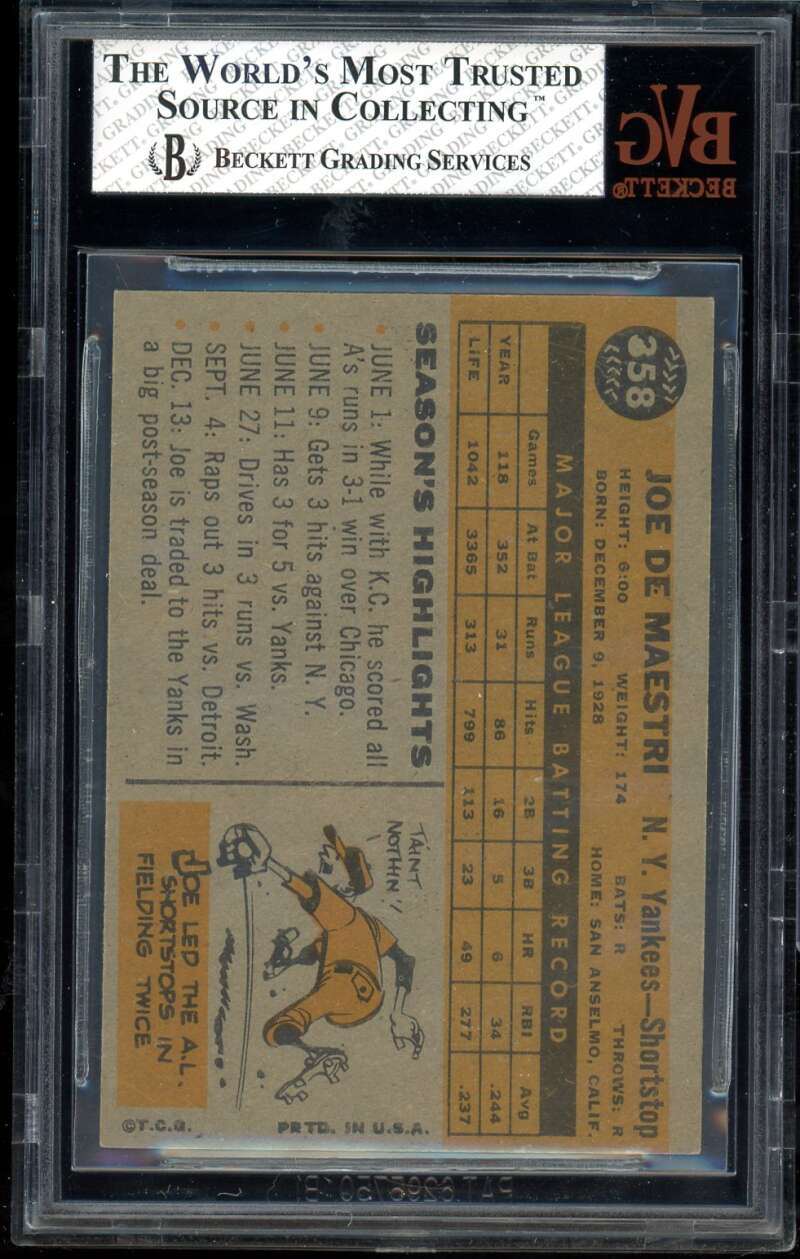 THE WORLD'S MOST TRUSTED
SOURCE IN COLLECTING™
B BECKETT GRADING SERVICES
BVG
BECKETT®
358
JOE DE MAESTRI N. Y. Yankees—Shortstop
HEIGHT: 6:00 WEIGHT: 174 BATS: R THROWS: R
BORN: DECEMBER 9, 1928 HOME: SAN ANSELMO, CALIF.
MAJOR LEAGUE BATTING RECORD
Games At Bat Runs Hits 2B 3B HR RBI Avg
YEAR 118 352 31 86 16 5 6 34 .244
LIFE 1042 3365 313 799 113 23 49 277 .237
SEASON'S HIGHLIGHTS
• JUNE 1: While with K.C. he scored all
A's runs in 3-1 win over Chicago.
• JUNE 9: Gets 3 hits against N. Y.
• JUNE 11: Has 3 for 5 vs. Yanks.
• JUNE 27: Drives in 3 runs vs. Wash.
• SEPT. 4: Raps out 3 hits vs. Detroit.
• DEC. 13: Joe is traded to the Yanks in
a big post-season deal.
TAINT
NOTHIN'!
JOE LED THE A.L.
SHORTSTOPS IN
FIELDING TWICE
©T.C.G. PRTD. IN U.S.A.